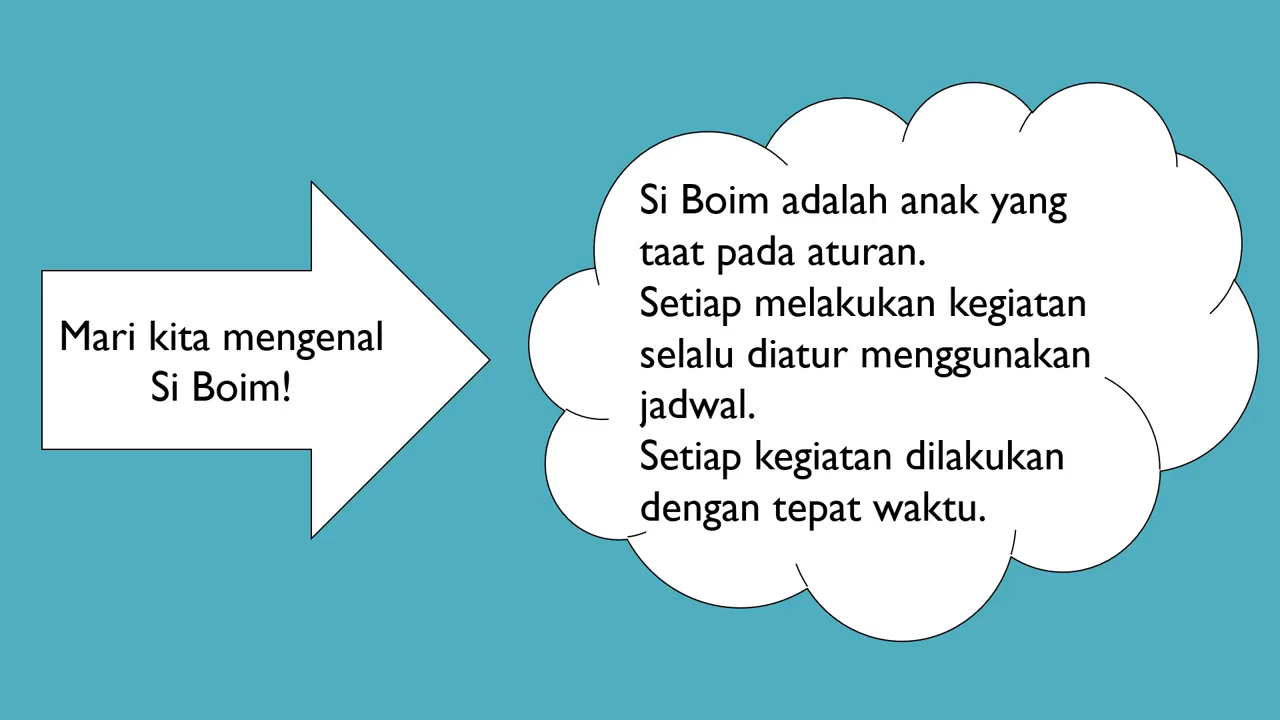 Mari kita mengenal
Si Boim!
Si Boim adalah anak yang
taat pada aturan.
Setiap melakukan kegiatan
selalu diatur menggunakan
jadwal.
Setiap kegiatan dilakukan
dengan tepat waktu.